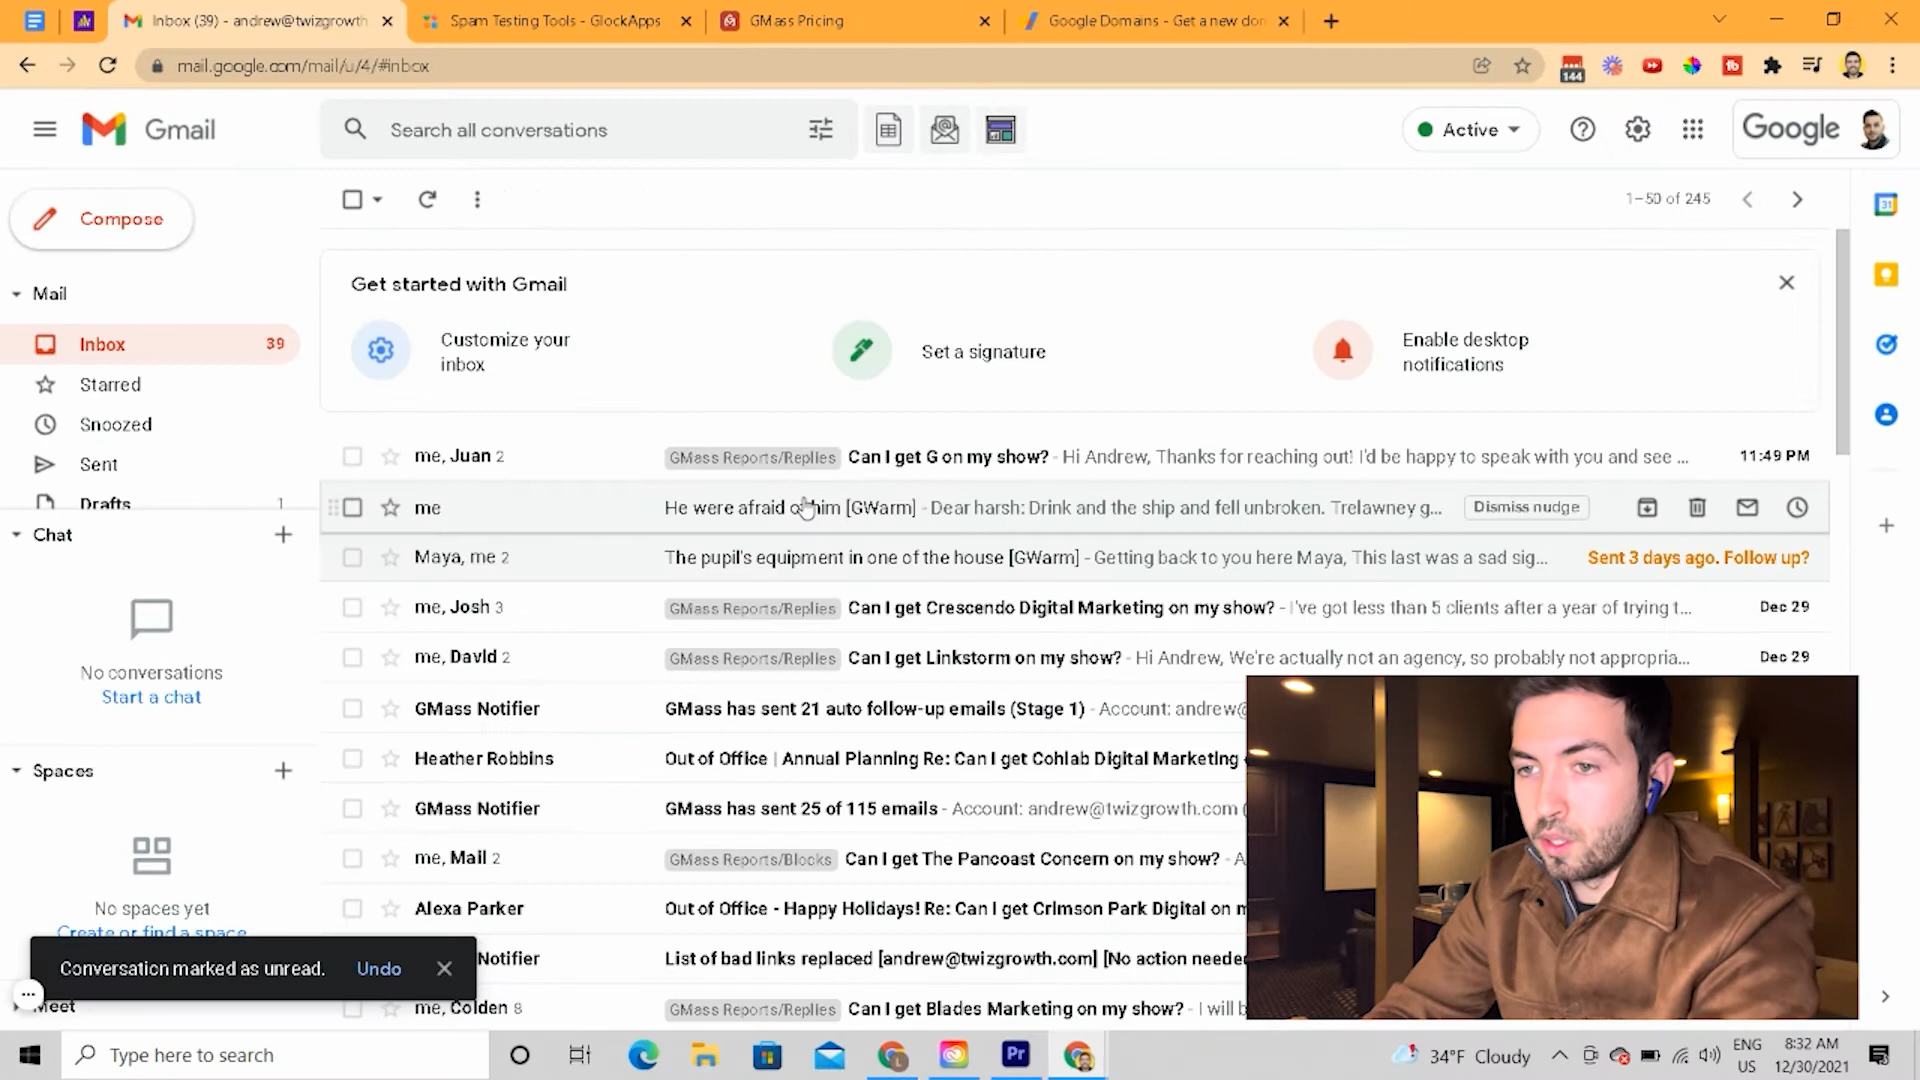 Inbox (39) - andrew@twizgrowth
Spam Testing Tools - GlockApps
GMass Pricing
Google Domains - Get a new dom
mail.google.com/mail/u/4/#inbox
144
Gmail
Search all conversations
Active
Google
Compose
1–50 of 245
31
Mail
Get started with Gmail
Customize your
inbox
Set a signature
Enable desktop
notifications
Inbox 39
Starred
Snoozed
Sent
Drafts 1
Chat
No conversations
Start a chat
Spaces
No spaces yet
Create or find a space
Meet
me, Juan 2 GMass Reports/Replies Can I get G on my show? - Hi Andrew, Thanks for reaching out! I'd be happy to speak with you and see ... 11:49 PM
me He were afraid o him [GWarm] - Dear harsh: Drink and the ship and fell unbroken. Trelawney g... Dismiss nudge
Maya, me 2 The pupil's equipment in one of the house [GWarm] - Getting back to you here Maya, This last was a sad sig... Sent 3 days ago. Follow up?
me, Josh 3 GMass Reports/Replies Can I get Crescendo Digital Marketing on my show? - I've got less than 5 clients after a year of trying t... Dec 29
me, David 2 GMass Reports/Replies Can I get Linkstorm on my show? - Hi Andrew, We're actually not an agency, so probably not appropria... Dec 29
GMass Notifier GMass has sent 21 auto follow-up emails (Stage 1) - Account: andrew@
Heather Robbins Out of Office | Annual Planning Re: Can I get Cohlab Digital Marketing
GMass Notifier GMass has sent 25 of 115 emails - Account: andrew@twizgrowth.com (
me, Mail 2 GMass Reports/Blocks Can I get The Pancoast Concern on my show? - A
Alexa Parker Out of Office - Happy Holidays! Re: Can I get Crimson Park Digital on m
Notifier List of bad links replaced [andrew@twizgrowth.com] [No action neede
me, Colden 8 GMass Reports/Replies Can I get Blades Marketing on my show? - I will b
Conversation marked as unread. Undo
Type here to search
Pr
34°F Cloudy
ENG
US
8:32 AM
12/30/2021